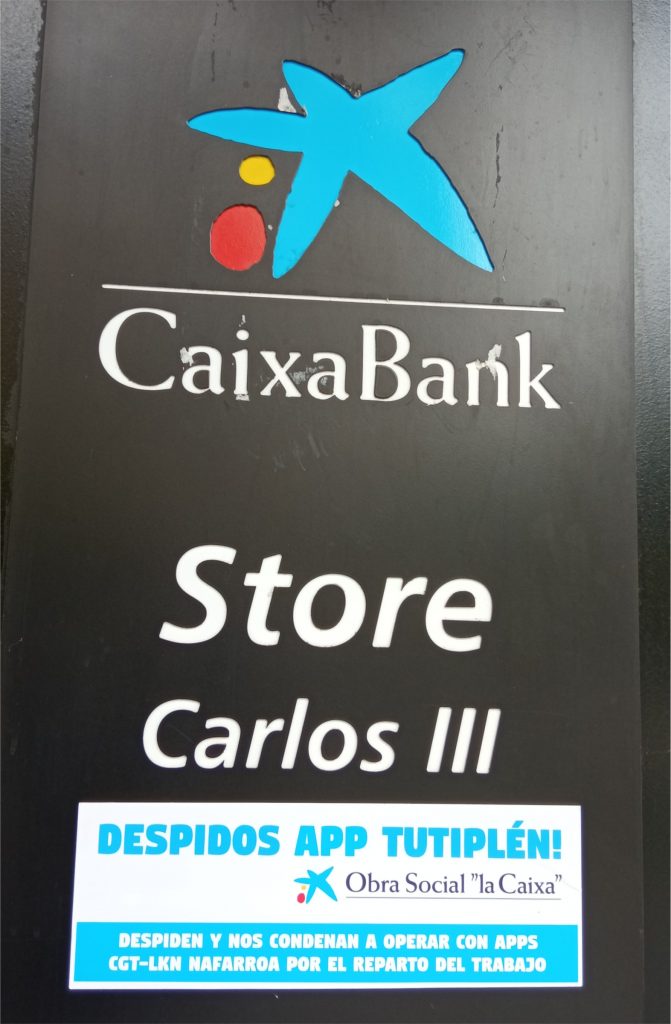 CaixaBank
Store
Carlos III
DESPIDOS APP TUTIPLÉN!
Obra Social "la Caixa"
DESPIDEN Y NOS CONDENAN A OPERAR CON APPS
CGT-LKN NAFARROA POR EL REPARTO DEL TRABAJO